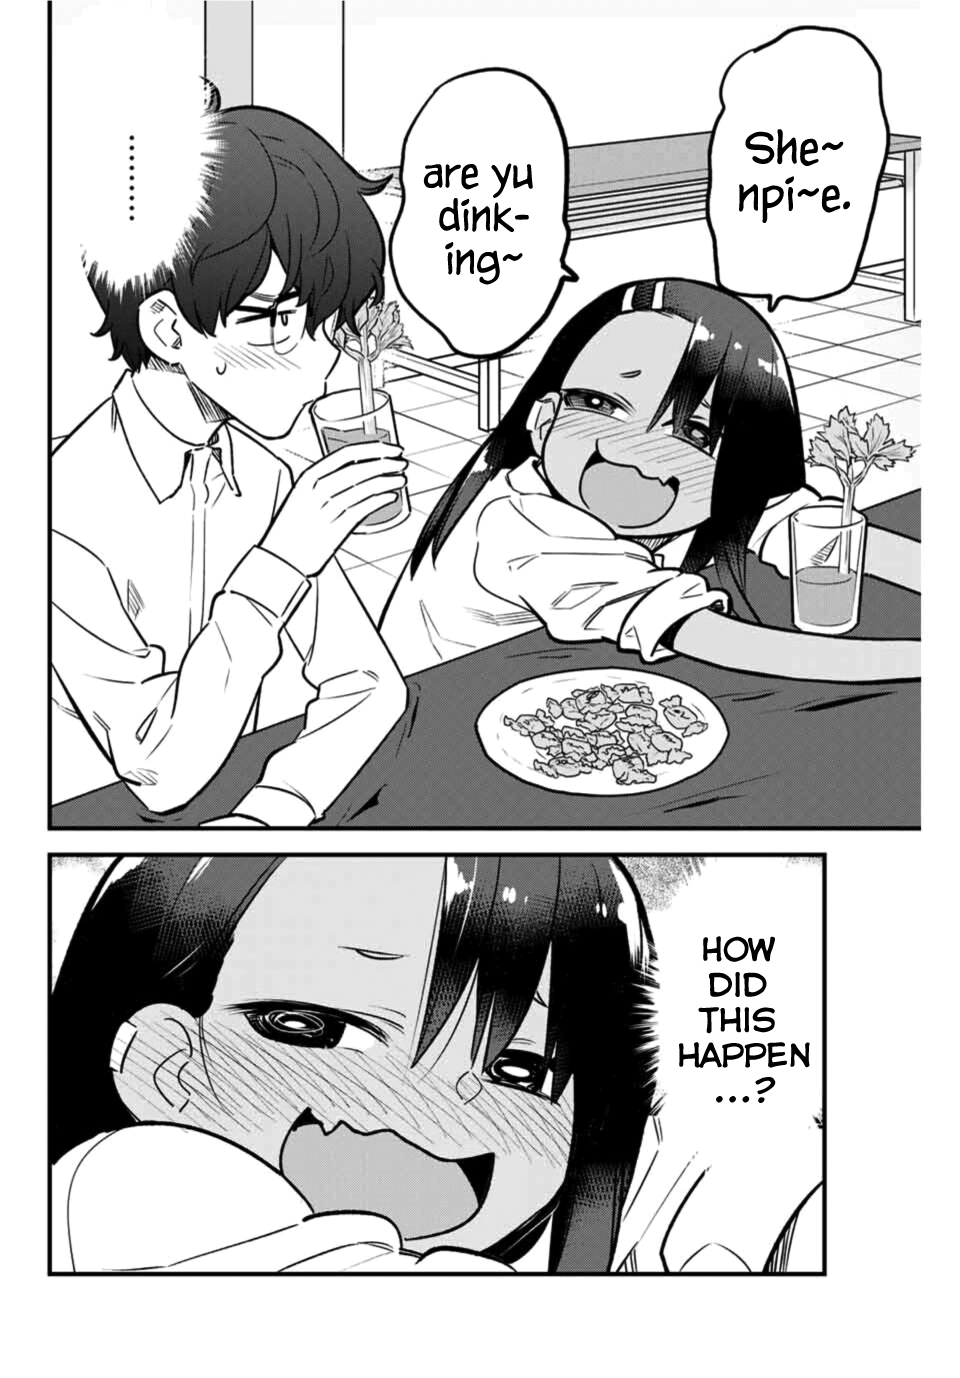 She~
npi~e.
are yu
dink-
ing~
.........
HOW
DID
THIS
HAPPEN
...?